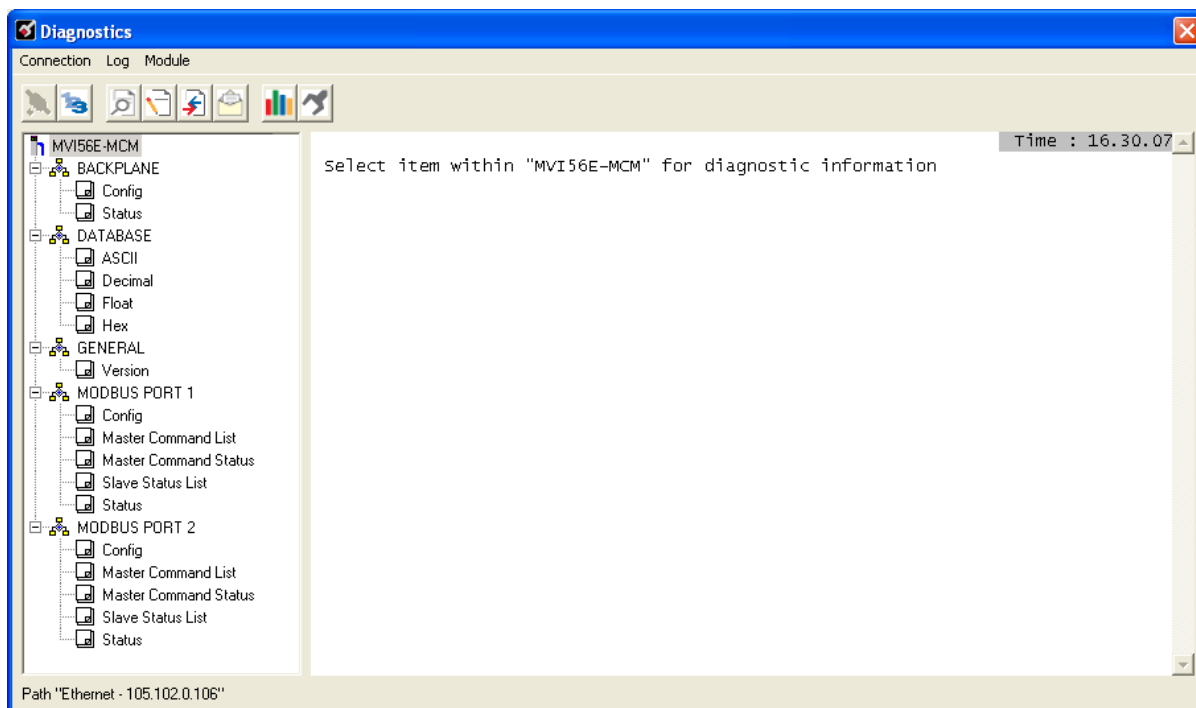 Diagnostics
Connection Log Module
Time : 16.30.07
Select item within "MVI56E-MCM" for diagnostic information
MVI56E-MCM
BACKPLANE
Config
Status
DATABASE
ASCII
Decimal
Float
Hex
GENERAL
Version
MODBUS PORT 1
Config
Master Command List
Master Command Status
Slave Status List
Status
MODBUS PORT 2
Config
Master Command List
Master Command Status
Slave Status List
Status
Path "Ethernet - 105.102.0.106"